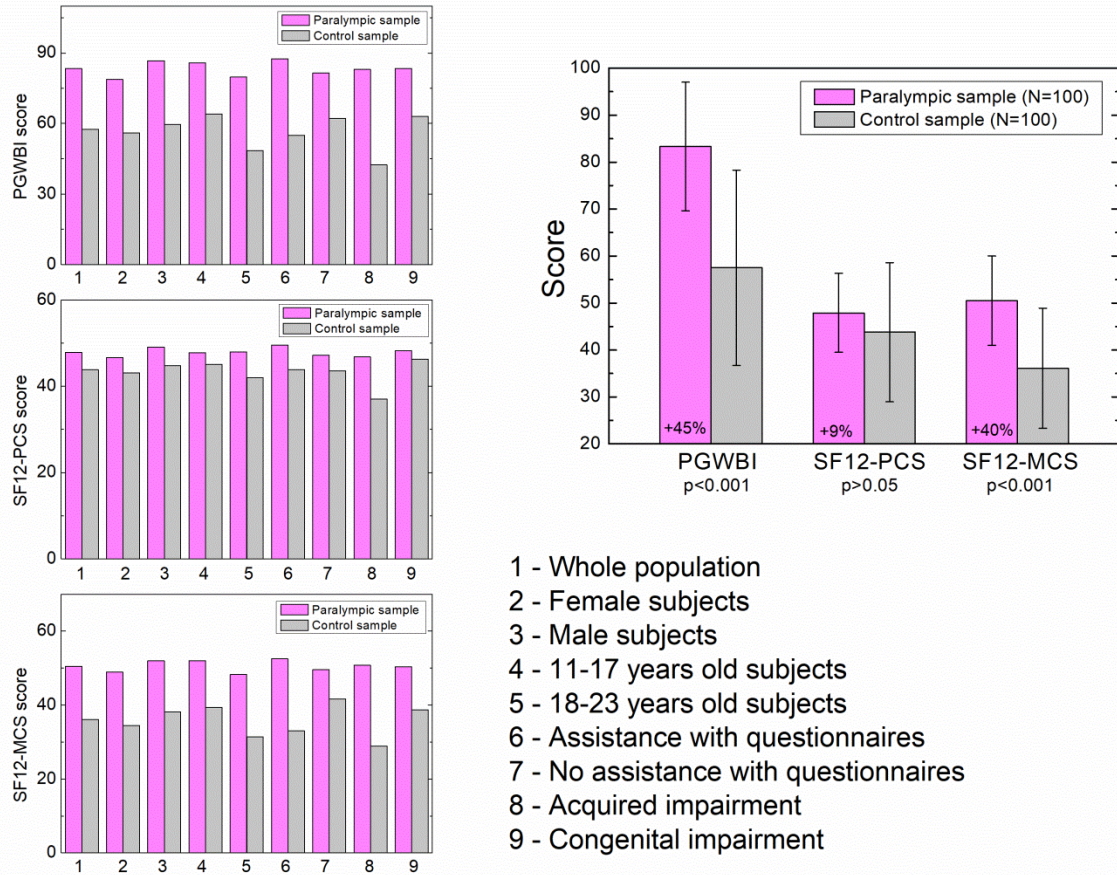 Paralympic sample
Control sample
PGWBI score
90
60
30
0
1 2 3 4 5 6 7 8 9
Paralympic sample
Control sample
SF12-PCS score
60
40
20
0
1 2 3 4 5 6 7 8 9
Paralympic sample
Control sample
SF12-MCS score
60
40
20
0
1 2 3 4 5 6 7 8 9
Paralympic sample (N=100)
Control sample (N=100)
Score
100
90
80
70
60
50
40
30
20
+45%
+9%
+40%
PGWBI SF12-PCS SF12-MCS
p<0.001 p>0.05 p<0.001
1 - Whole population
2 - Female subjects
3 - Male subjects
4 - 11-17 years old subjects
5 - 18-23 years old subjects
6 - Assistance with questionnaires
7 - No assistance with questionnaires
8 - Acquired impairment
9 - Congenital impairment